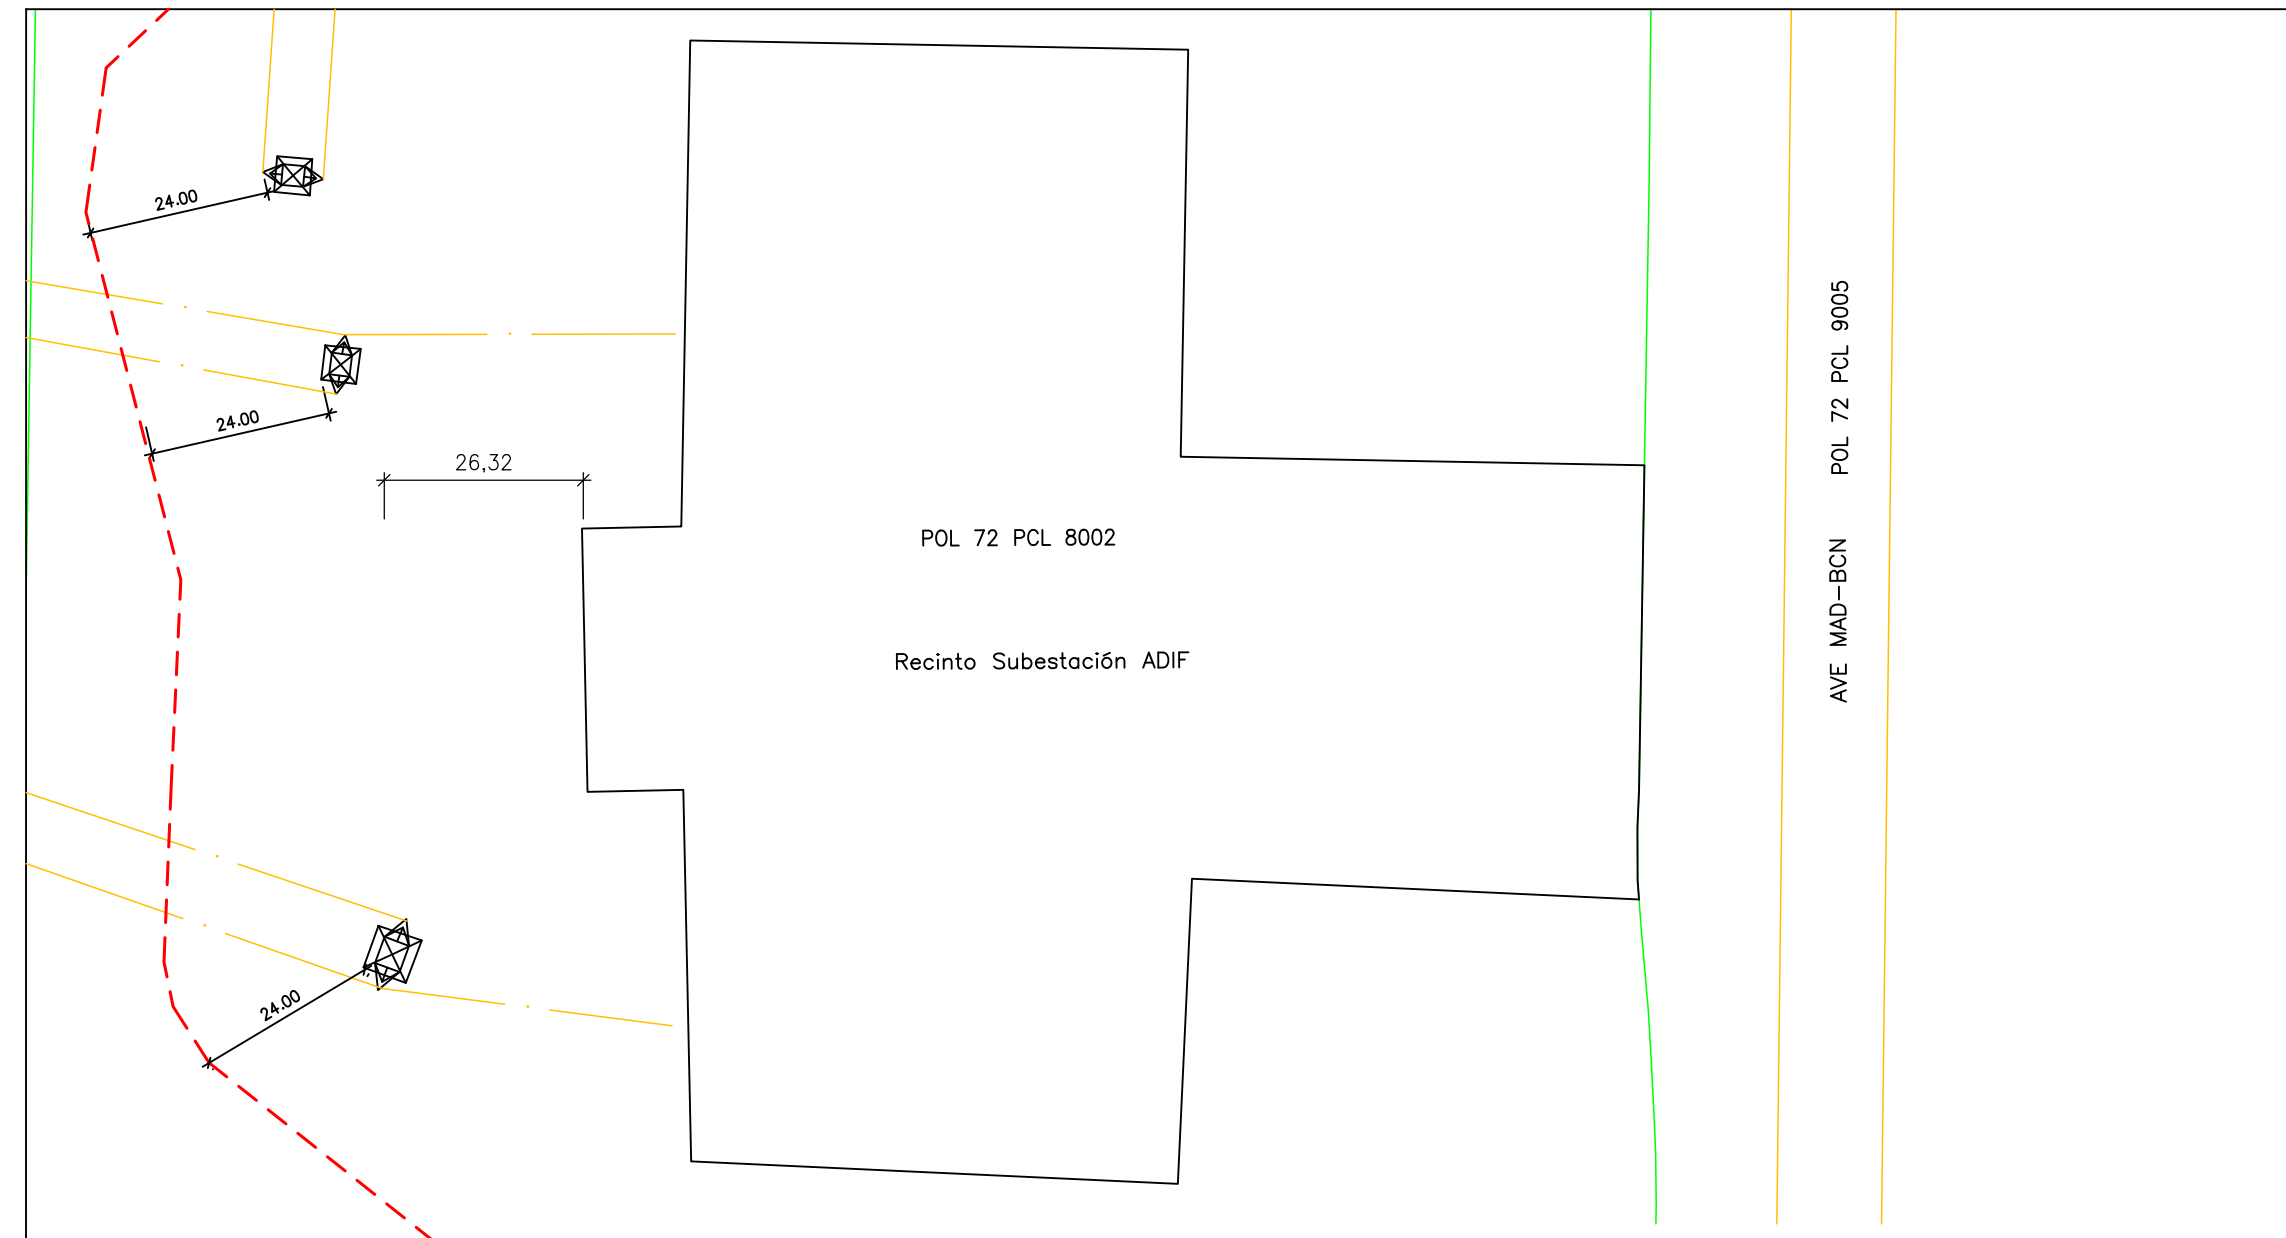 24.00
24.00
26,32
POL 72 PCL 8002
Recinto Subestación ADIF
24.00
AVE MAD-BCN POL 72 PCL 9005